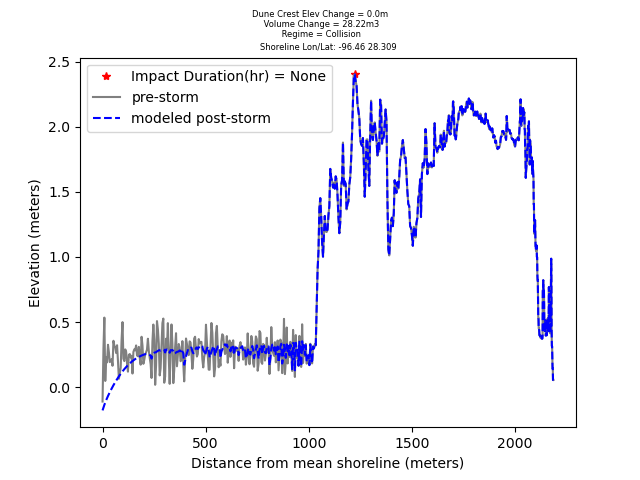 Dune Crest Elev Change = 0.0m
Volume Change = 28.22m3
Regime = Collision
Shoreline Lon/Lat: -96.46 28.309
Impact Duration(hr) = None
pre-storm
modeled post-storm
Elevation (meters)
2.5
2.0
1.5
1.0
0.5
0.0
0 500 1000 1500 2000
Distance from mean shoreline (meters)